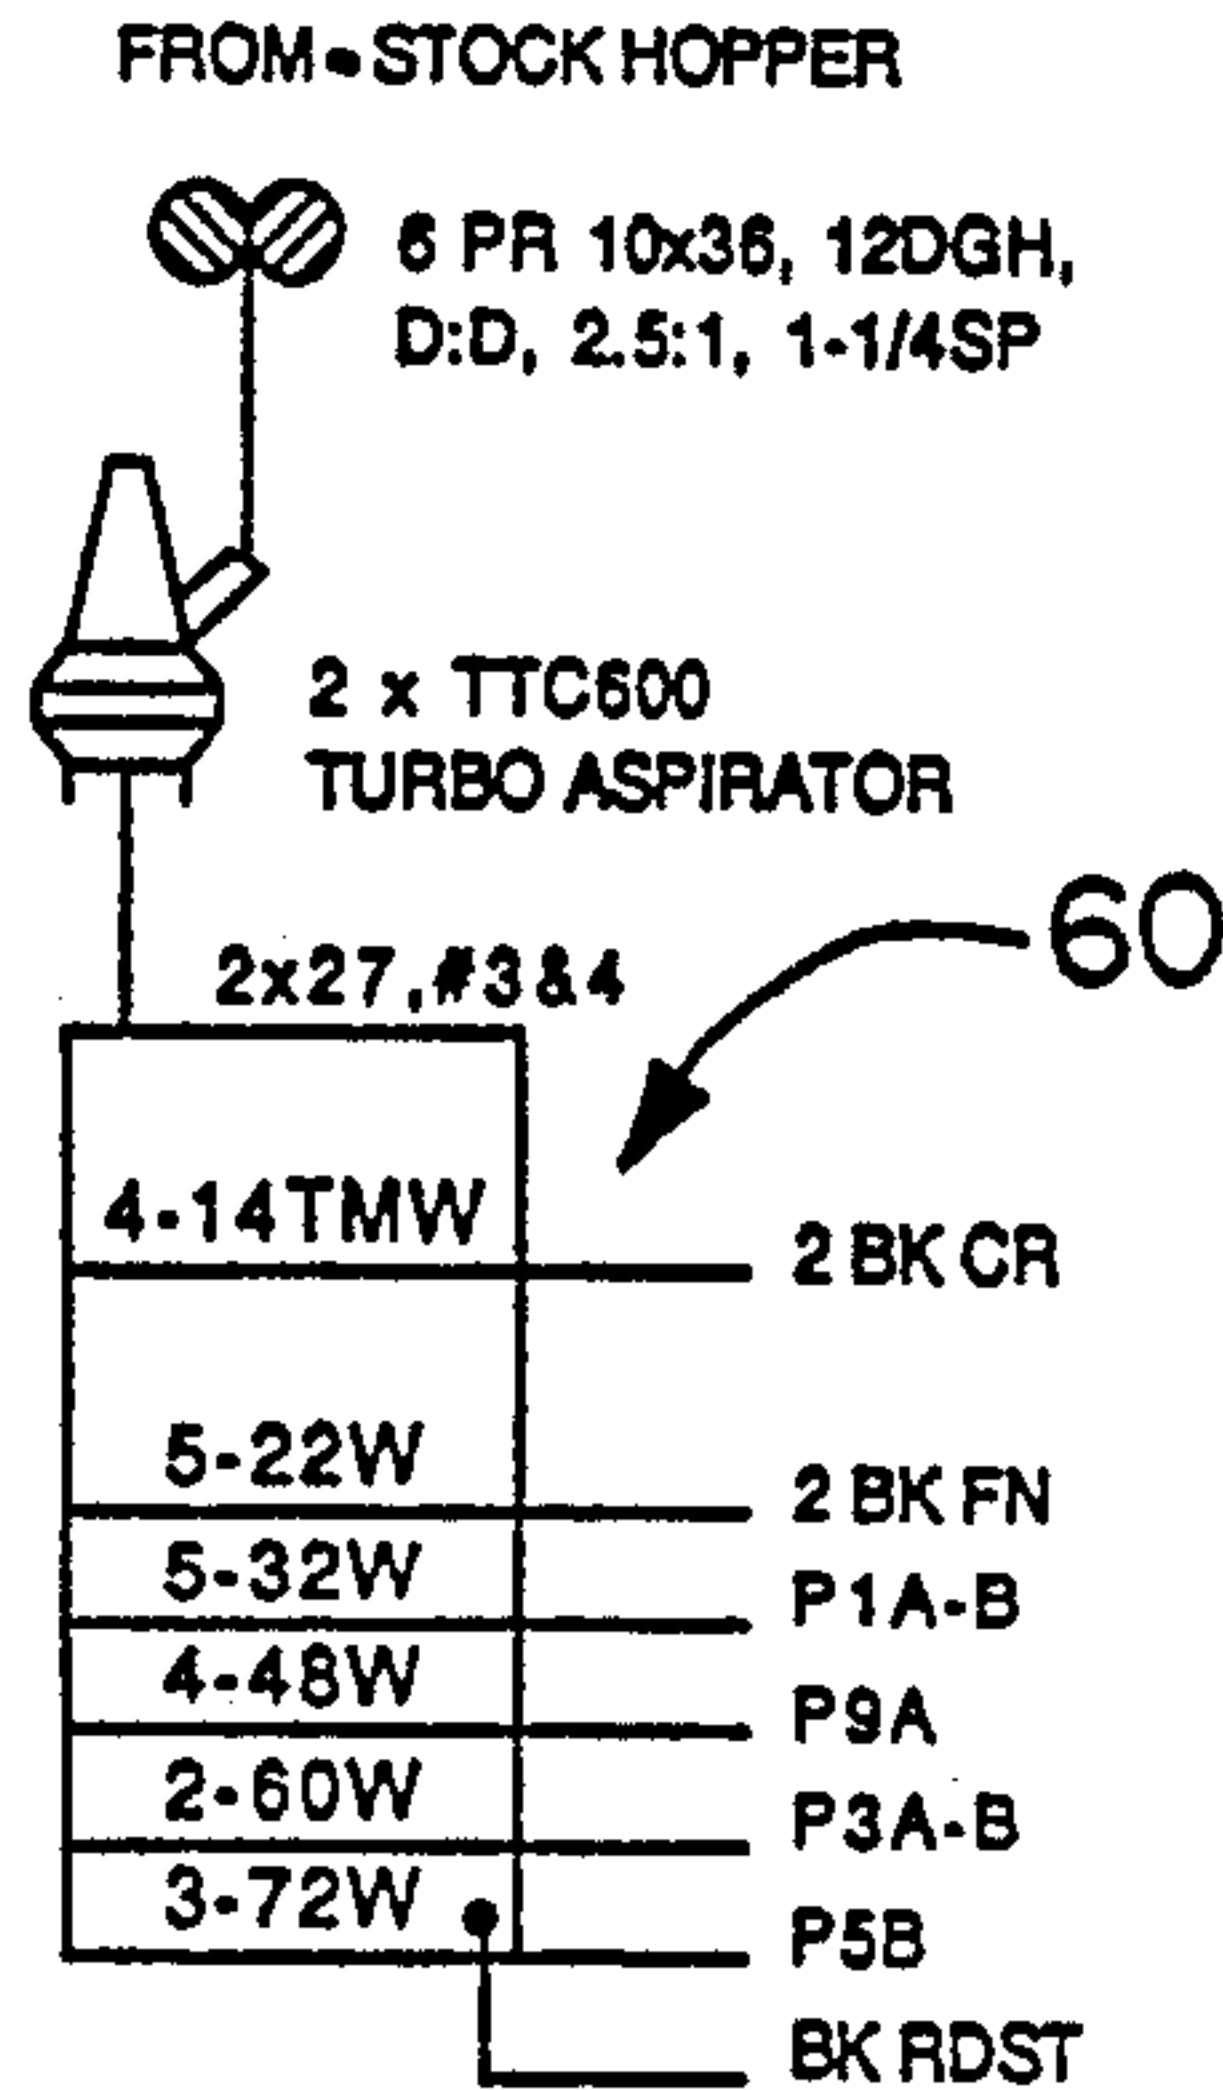 FROM • STOCK HOPPER
6 PR 10x36, 12DGH,
D:D, 2.5:1, 1-1/4SP
2 x TTC600
TURBO ASPIRATOR
60
2x27,#3&4
4-14TMW
2 BK CR
5-22W
2 BK FN
5-32W
P1A-B
4-48W
P9A
2-60W
P3A-B
3-72W
P5B
BK RDST